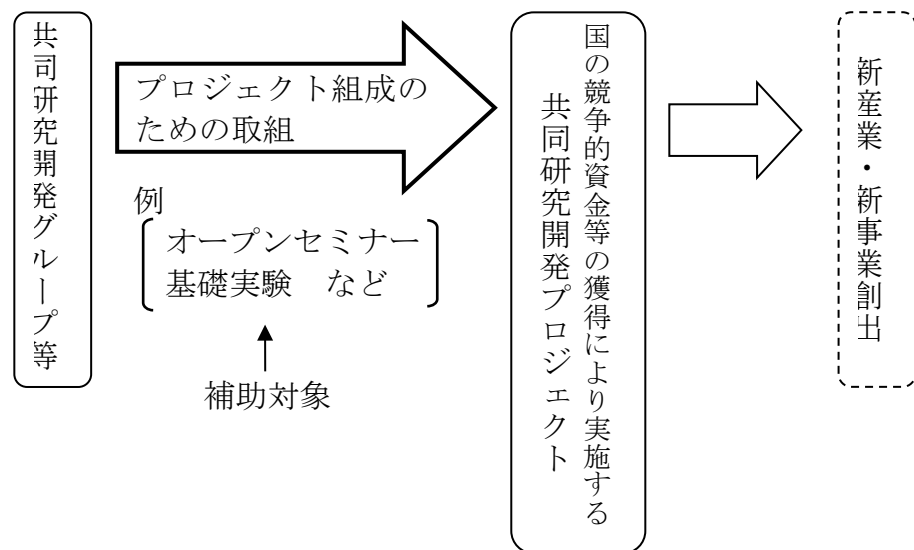 共同研究開発グループ等
プロジェクト組成の
ための取組
例
オープンセミナー
基礎実験　など
補助対象
国の競争的資金等の獲得により実施する
共同研究開発プロジェクト
新産業・新事業創出